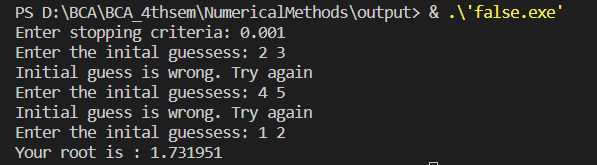 PS D:\BCA\BCA_4thsem\NumericalMethods\output> & .\'false.exe'
Enter stopping criteria: 0.001
Enter the inital guessess: 2 3
Initial guess is wrong. Try again
Enter the inital guessess: 4 5
Initial guess is wrong. Try again
Enter the inital guessess: 1 2
Your root is : 1.731951